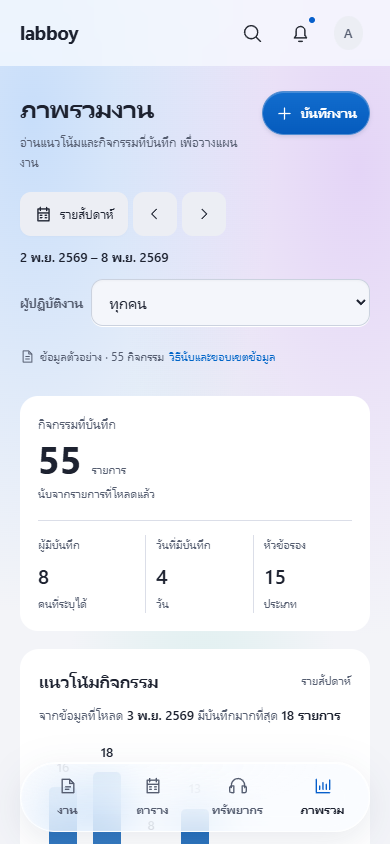 labboy
A
ภาพรวมงาน
บันทึกงาน
อ่านแนวโน้มและกิจกรรมที่บันทึก เพื่อวางแผน
งาน
รายสัปดาห์
2 พ.ย. 2569 – 8 พ.ย. 2569
ผู้ปฏิบัติงาน
ทุกคน
ข้อมูลตัวอย่าง · 55 กิจกรรม วิธีนับและขอบเขตข้อมูล
กิจกรรมที่บันทึก
55 รายการ
นับจากรายการที่โหลดแล้ว
ผู้มีบันทึก วันที่มีบันทึก หัวข้อรอง
8 4 15
คนที่ระบุได้ วัน ประเภท
แนวโน้มกิจกรรม รายสัปดาห์
จากข้อมูลที่โหลด 3 พ.ย. 2569 มีบันทึกมากที่สุด 18 รายการ
18
16
13
8
งาน ตาราง ทรัพยากร ภาพรวม